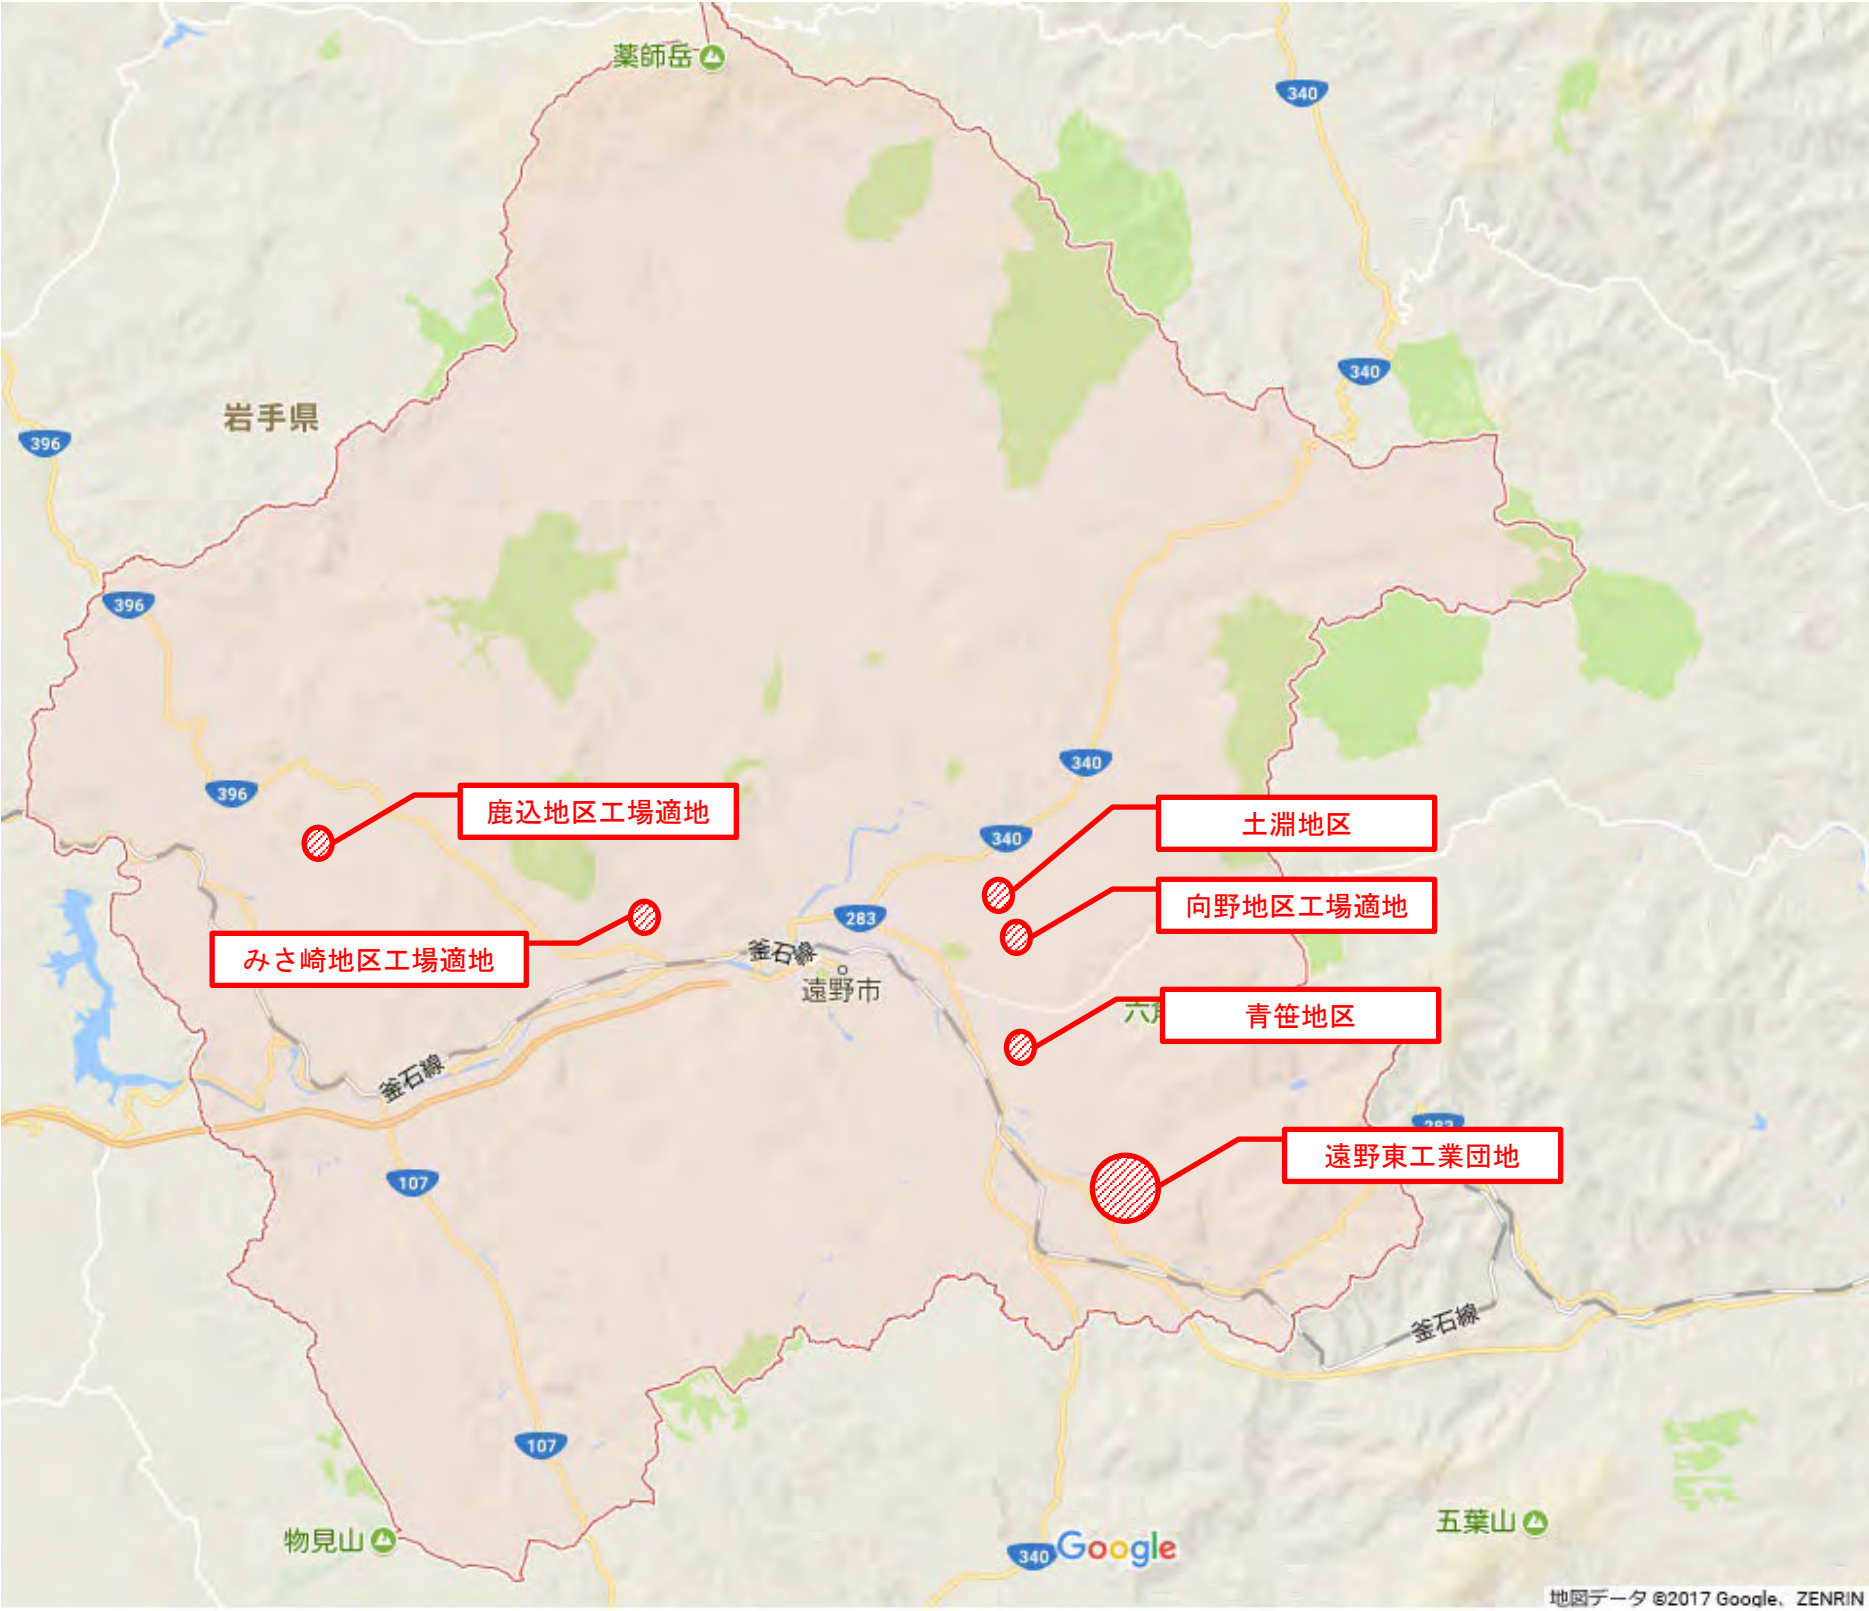 薬師岳
340
340
岩手県
396
396
340
396
鹿込地区工場適地
土淵地区
340
向野地区工場適地
283
みさ崎地区工場適地
釜石線
遠野市
六角
青笹地区
釜石線
283
遠野東工業団地
107
釜石線
107
五葉山
物見山
340
Google
地図データ ©2017 Google、ZENRIN